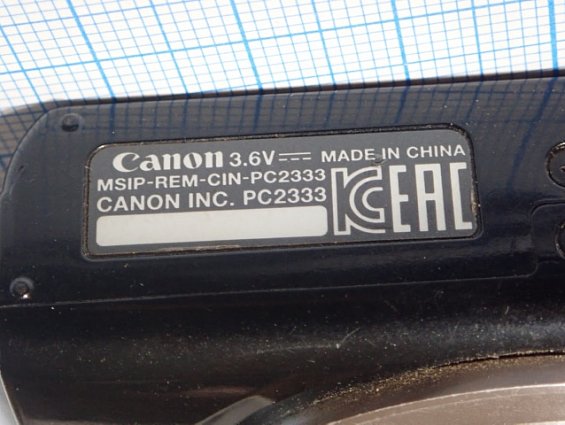 Canon 3.6V⎓ MADE IN CHINA
MSIP-REM-CIN-PC2333
CANON INC. PC2333
KC EAC